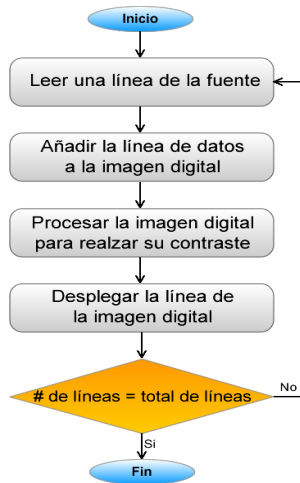 Inicio
Leer una línea de la fuente
Añadir la línea de datos
a la imagen digital
Procesar la imagen digital
para realzar su contraste
Desplegar la línea de
la imagen digital
# de líneas = total de líneas
No
Si
Fin